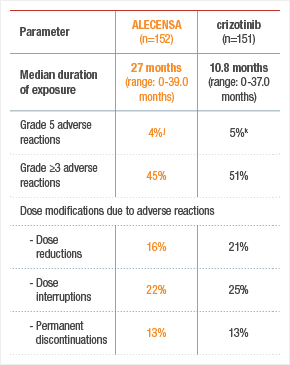 Parameter ALECENSA (n=152) crizotinib (n=151)
Median duration of exposure 27 months (range: 0-39.0 months) 10.8 months (range: 0-37.0 months)
Grade 5 adverse reactions 4%j 5%k
Grade ≥3 adverse reactions 45% 51%
Dose modifications due to adverse reactions
- Dose reductions 16% 21%
- Dose interruptions 22% 25%
- Permanent discontinuations 13% 13%